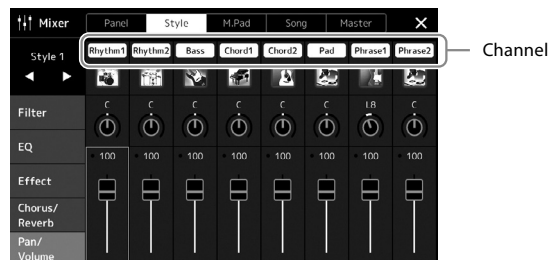 Mixer Panel Style M.Pad Song Master
Style 1 Rhythm1 Rhythm2 Bass Chord1 Chord2 Pad Phrase1 Phrase2 Channel
Filter C C C C C C L8 C
EQ 100 100 100 100 100 100 100 100
Effect
Chorus/
Reverb
Pan/
Volume